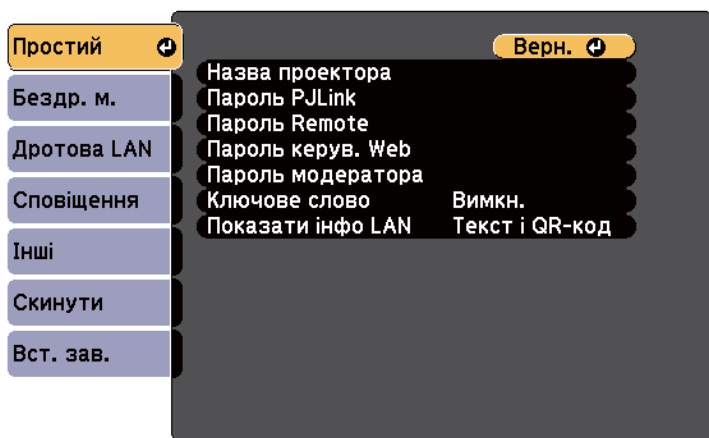 Простий
Бездр. м.
Дротова LAN
Сповіщення
Інші
Скинути
Вст. зав.
Верн.
Назва проектора
Пароль PJLink
Пароль Remote
Пароль керув. Web
Пароль модератора
Ключове слово Вимкн.
Показати інфо LAN Текст і QR-код